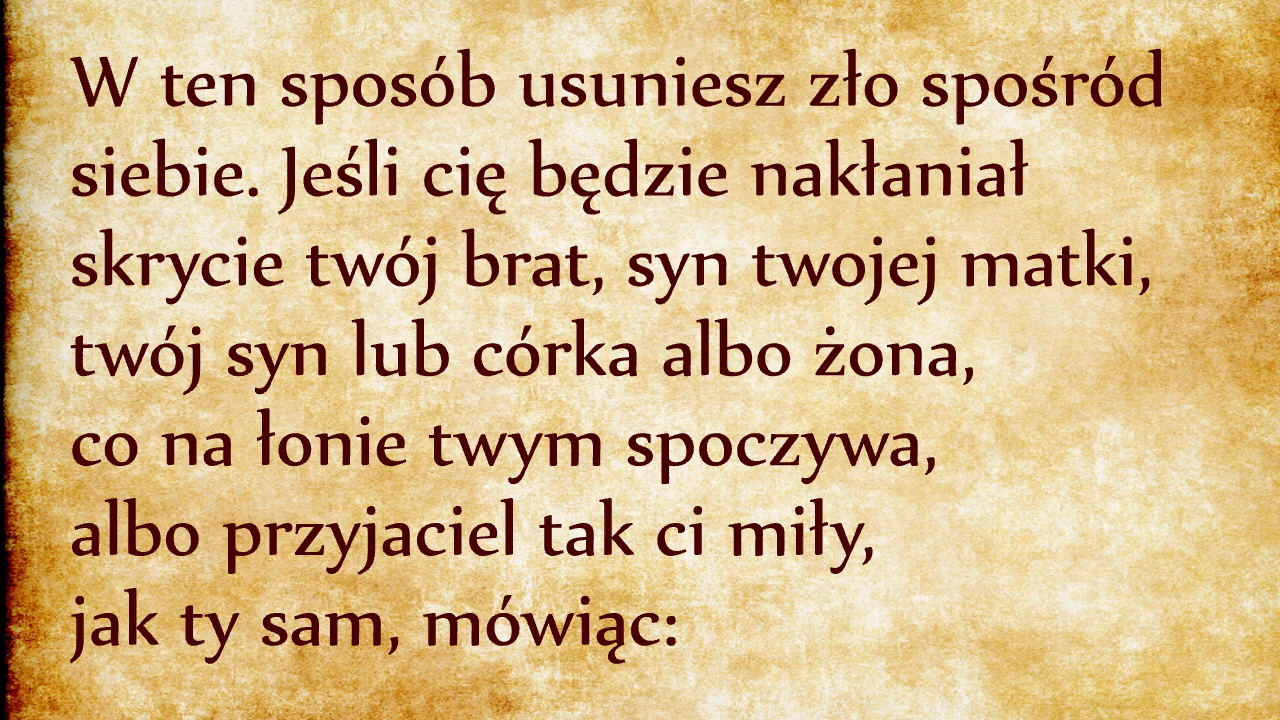 W ten sposób usuniesz zło spośród
siebie. Jeśli cię będzie nakłaniał
skrycie twój brat, syn twojej matki,
twój syn lub córka albo żona,
co na łonie twym spoczywa,
albo przyjaciel tak ci miły,
jak ty sam, mówiąc: